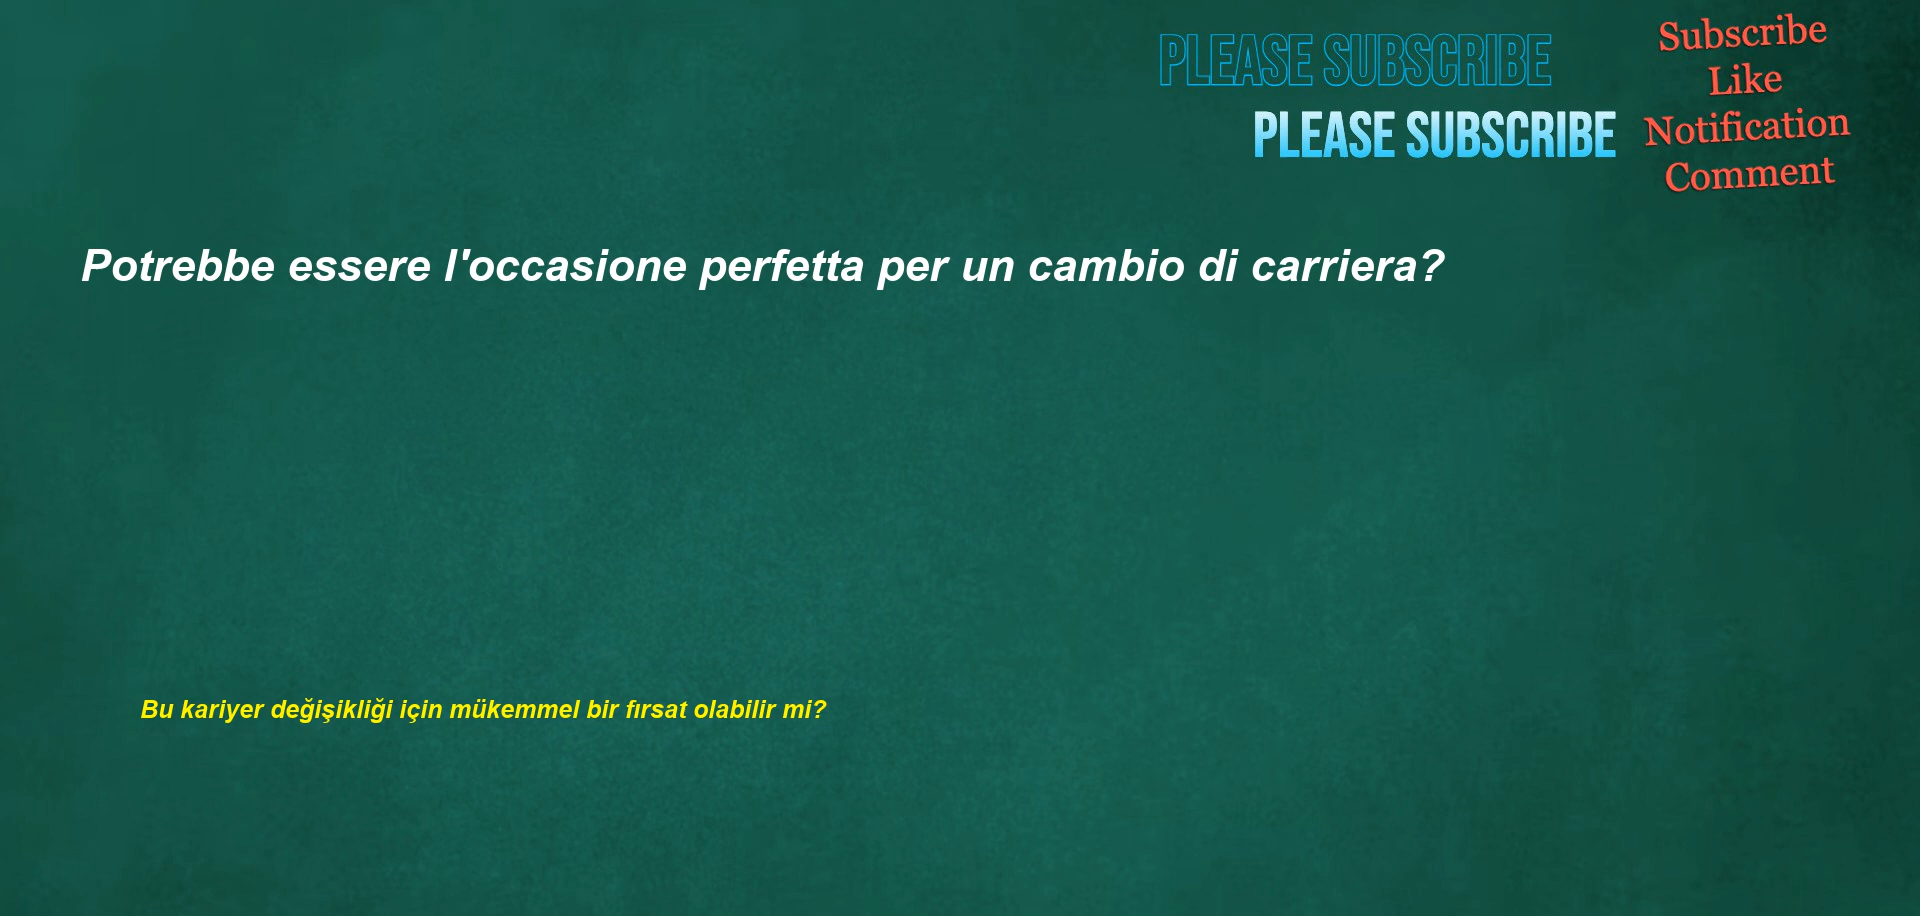 PLEASE SUBSCRIBE
PLEASE SUBSCRIBE
Subscribe
Like
Notification
Comment
Potrebbe essere l'occasione perfetta per un cambio di carriera?
Bu kariyer değişikliği için mükemmel bir fırsat olabilir mi?